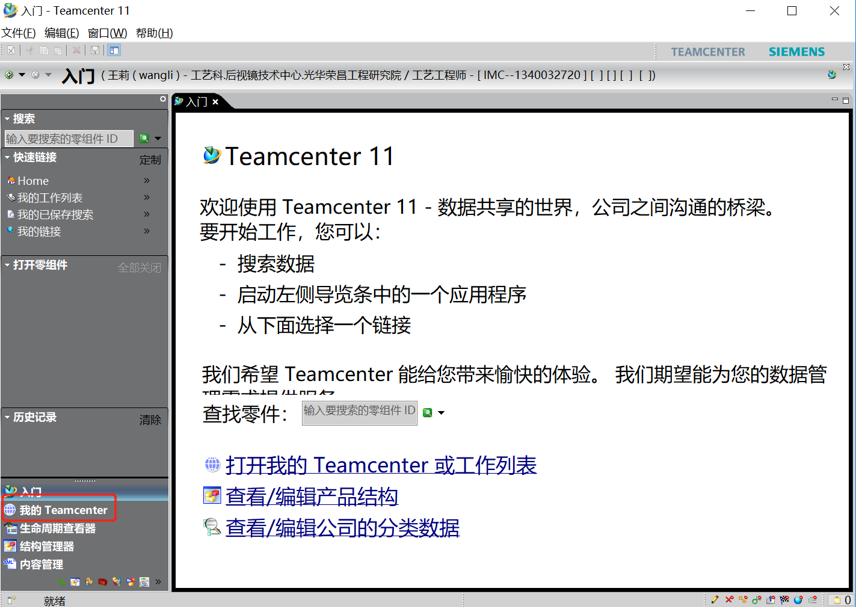 入门 - Teamcenter 11
文件(F) 编辑(E) 窗口(W) 帮助(H)
TEAMCENTER SIEMENS
入门 ( 王莉 ( wangli ) - 工艺科.后视镜技术中心.光华荣昌工程研究院 / 工艺工程师 - [ IMC--1340032720 ] [ ] [ ] [ ] [ ])
入门
搜索
输入要搜索的零组件 ID
快速链接 定制
Home »
我的工作列表 »
我的已保存搜索 »
我的链接 »
打开零组件 全部关闭
历史记录 清除
入门
我的 Teamcenter
生命周期查看器
结构管理器
内容管理
»
Teamcenter 11
欢迎使用 Teamcenter 11 - 数据共享的世界，公司之间沟通的桥梁。
要开始工作，您可以：
- 搜索数据
- 启动左侧导览条中的一个应用程序
- 从下面选择一个链接
我们希望 Teamcenter 能给您带来愉快的体验。 我们期望能为您的数据管
理需求提供服务
查找零件： 输入要搜索的零组件 ID
打开我的 Teamcenter 或工作列表
查看/编辑产品结构
查看/编辑公司的分类数据
就绪 0